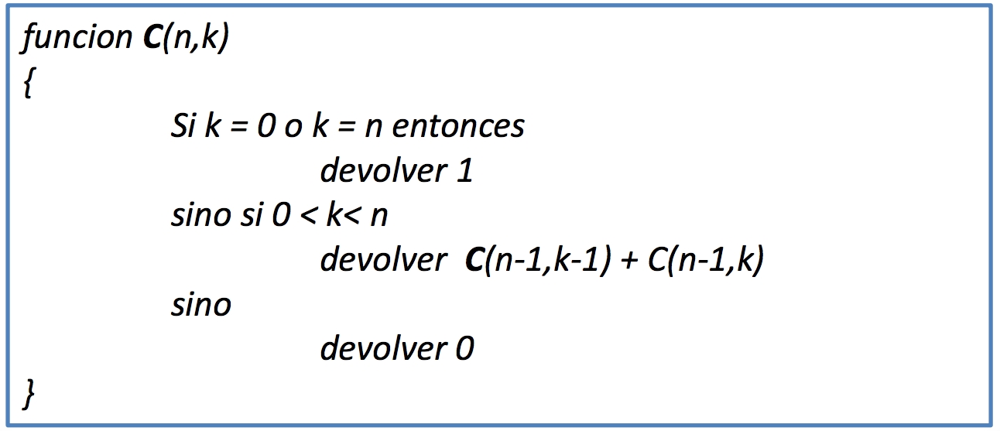 funcion C(n,k)
{
Si k = 0 o k = n entonces
devolver 1
sino si 0 < k< n
devolver C(n-1,k-1) + C(n-1,k)
sino
devolver 0
}